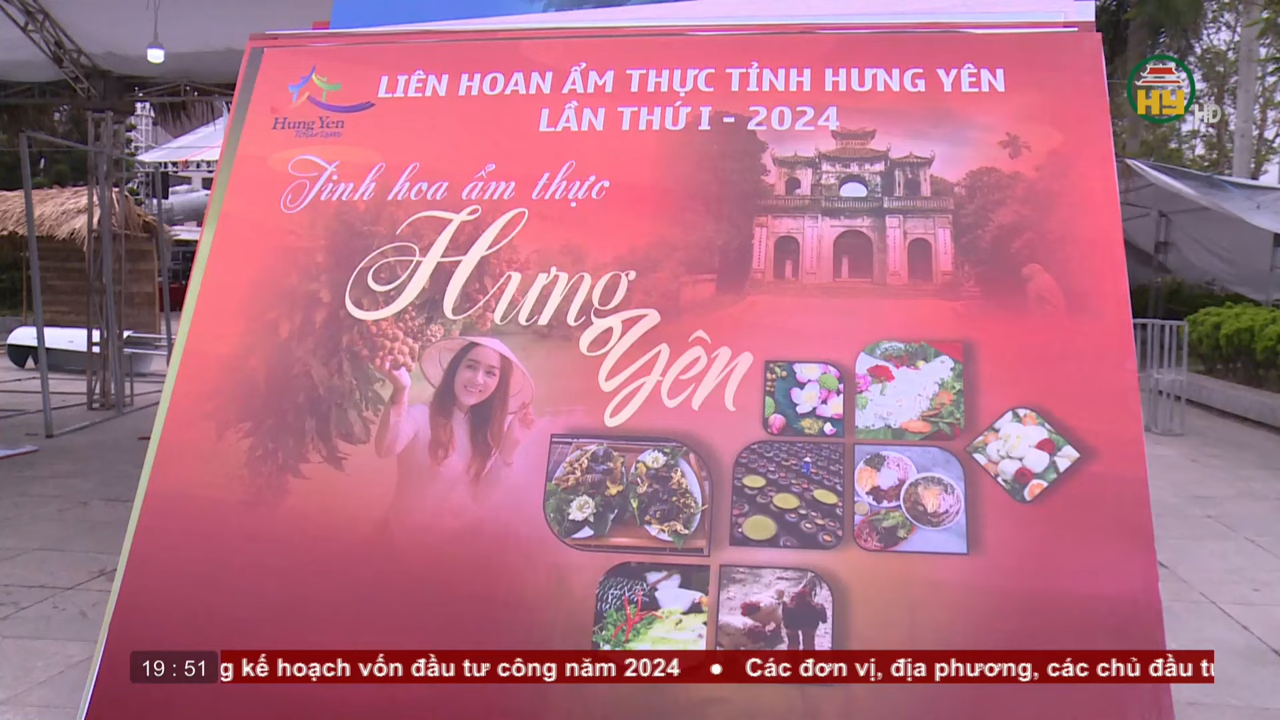 LIÊN HOAN ẨM THỰC TỈNH HƯNG YÊN
LẦN THỨ I - 2024
Hung Yen
Tourism
Tinh hoa ẩm thực
Hưng
Yên
HY
HD
19 : 51
g kế hoạch vốn đầu tư công năm 2024 • Các đơn vị, địa phương, các chủ đầu tư